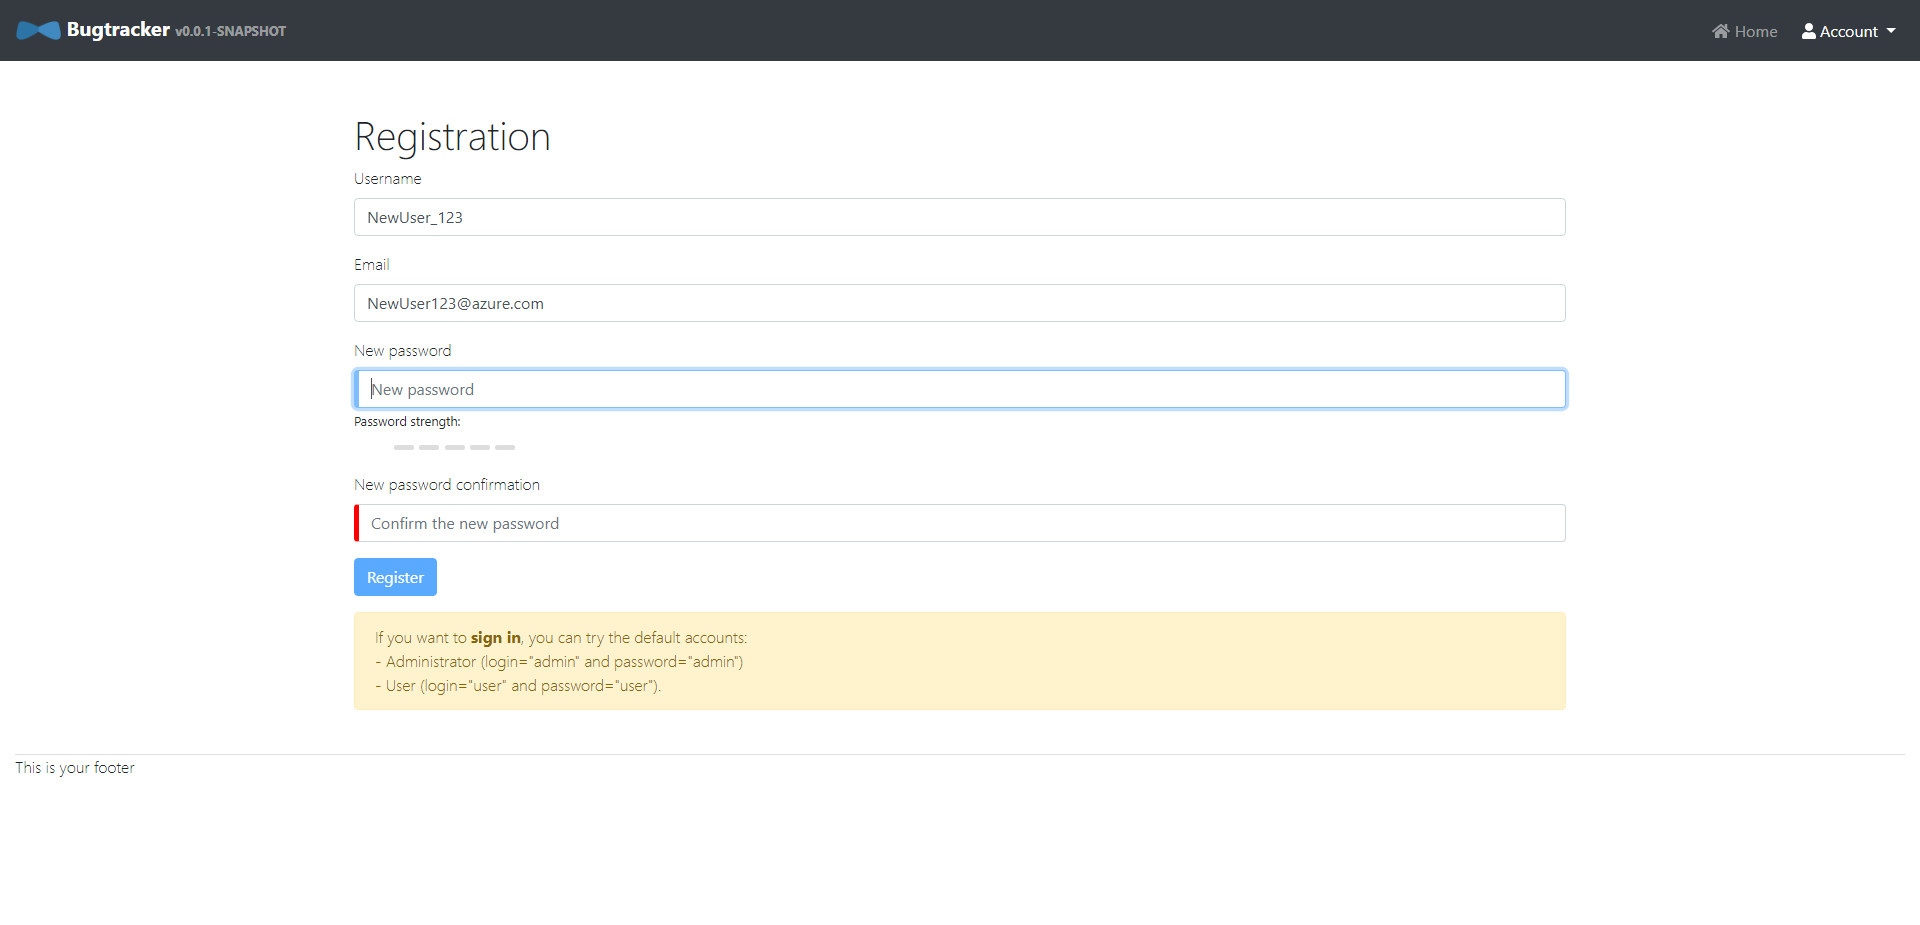 Bugtracker v0.0.1-SNAPSHOT
Home
Account
Registration
Username
NewUser_123
Email
NewUser123@azure.com
New password
New password
Password strength:
New password confirmation
Confirm the new password
Register
If you want to sign in, you can try the default accounts:
- Administrator (login="admin" and password="admin")
- User (login="user" and password="user").
This is your footer